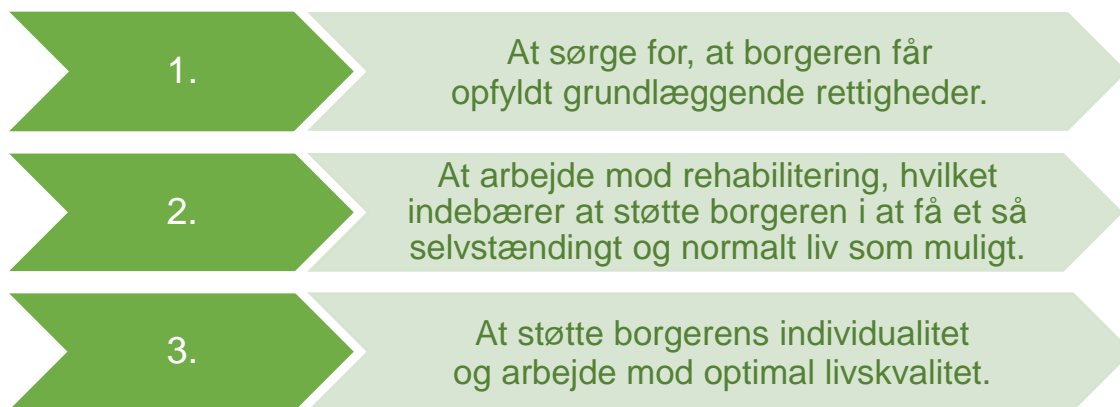 1.
At sørge for, at borgeren får
opfyldt grundlæggende rettigheder.
2.
At arbejde mod rehabilitering, hvilket
indebærer at støtte borgeren i at få et så
selvstændingt og normalt liv som muligt.
3.
At støtte borgerens individualitet
og arbejde mod optimal livskvalitet.